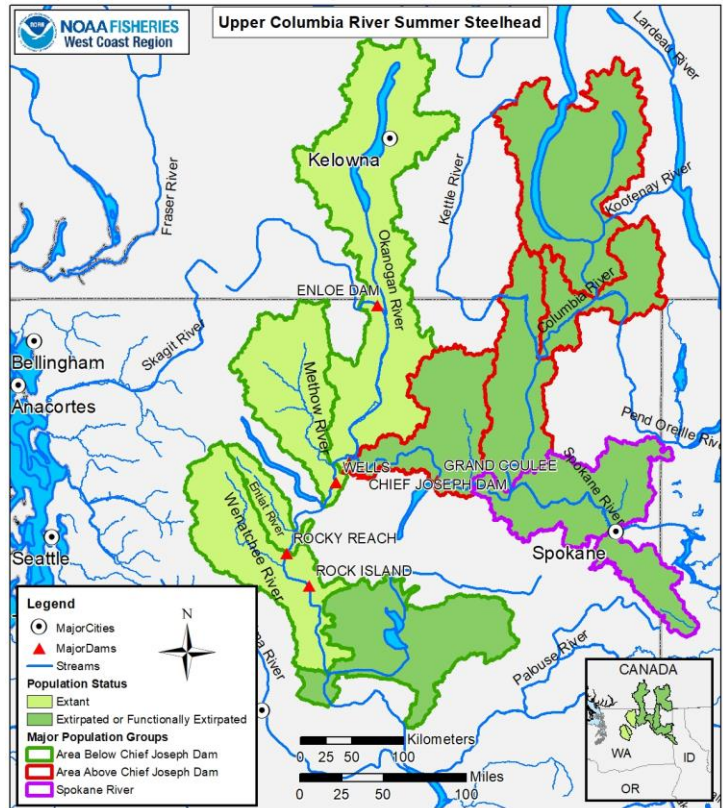 NOAA FISHERIES
West Coast Region
Upper Columbia River Summer Steelhead
Lardeau River
Fraser River
Kelowna
Kettle River
Kootenay River
Okanogan River
ENLOE DAM
Columbia River
Skagit River
Bellingham
Methow River
Anacortes
Pend Oreille River
WELLS
GRAND COULEE
CHIEF JOSEPH DAM
Spokane River
Entiat River
Wenatchee River
ROCKY REACH
Spokane
Seattle
ROCK ISLAND
Palouse River
Legend
MajorCities
MajorDams
Streams
Population Status
Extant
Extirpated or Functionally Extirpated
Major Population Groups
Area Below Chief Joseph Dam
Area Above Chief Joseph Dam
Spokane River
N
ma River
Kilometers
0 25 50 100
Miles
0 25 50 100
CANADA
WA
ID
OR